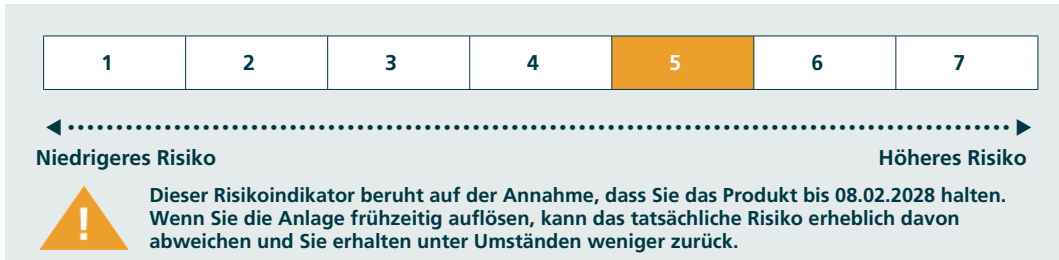 1 2 3 4 5 6 7
Niedrigeres Risiko Höheres Risiko
!
Dieser Risikoindikator beruht auf der Annahme, dass Sie das Produkt bis 08.02.2028 halten.
Wenn Sie die Anlage frühzeitig auflösen, kann das tatsächliche Risiko erheblich davon
abweichen und Sie erhalten unter Umständen weniger zurück.